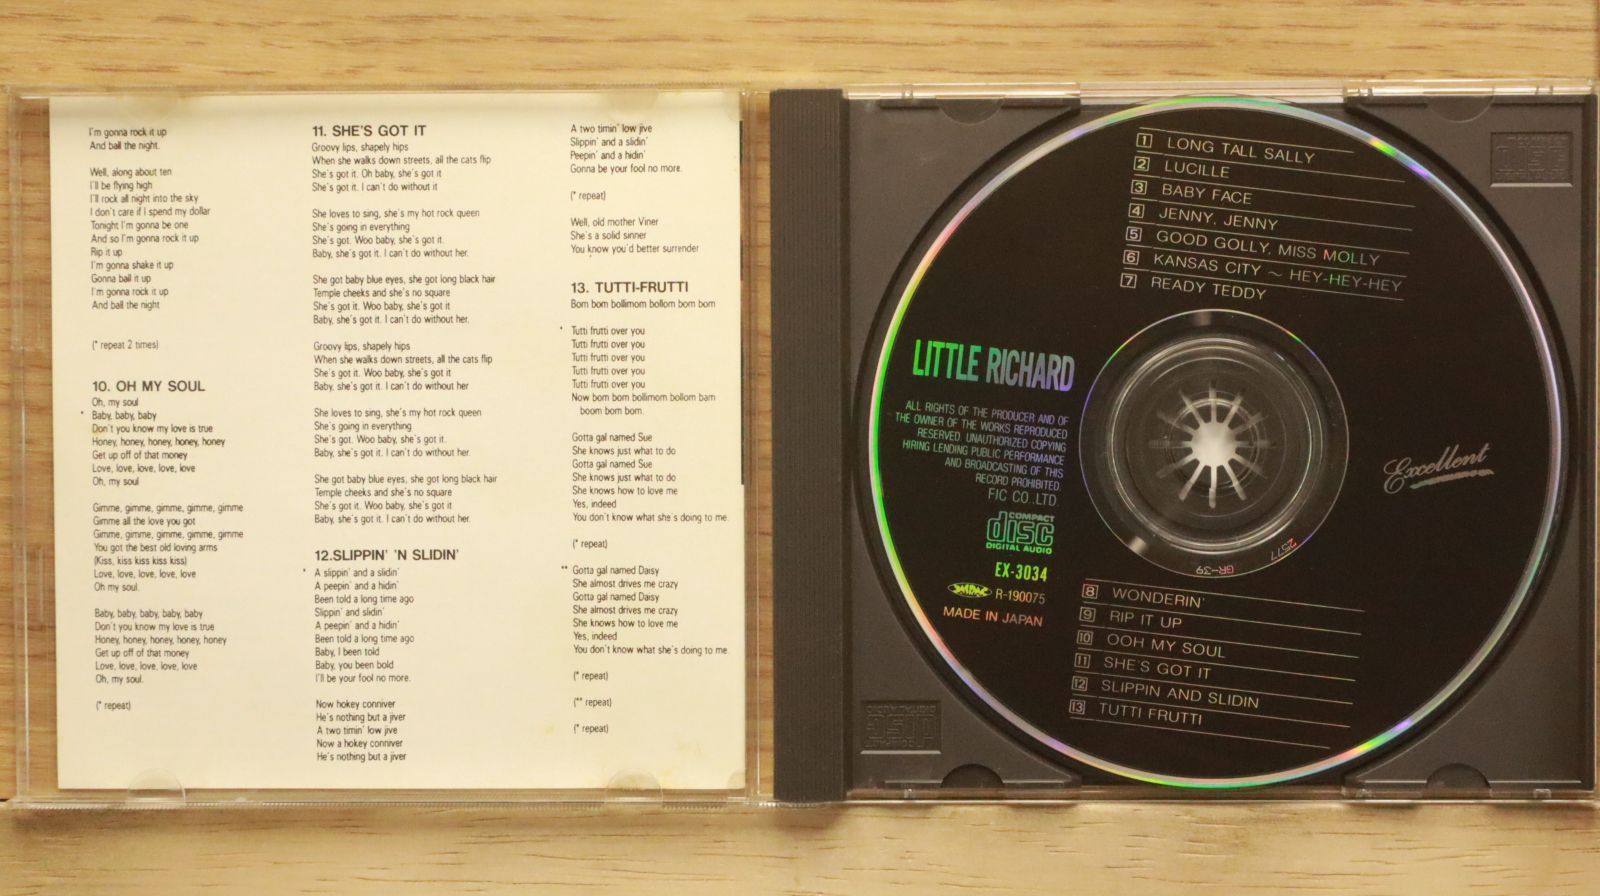 I'm gonna rock it up
And ball the night.
Well, along about ten
I'll be flying high
I'll rock all night into the sky
I don't care if I spend my dollar
Tonight I'm gonna be one
And so I'm gonna rock it up
Rip it up
I'm gonna shake it up
Gonna ball it up
I'm gonna rock it up
And ball the night
(* repeat 2 times)
10. OH MY SOUL
Oh, my soul
* Baby, baby, baby
Don't you know my love is true
Honey, honey, honey, honey, honey
Get up off of that money
Love, love, love, love, love
Oh, my soul
Gimme, gimme, gimme, gimme, gimme
Gimme all the love you got
Gimme, gimme, gimme, gimme, gimme
You got the best old loving arms
(Kiss, kiss kiss kiss kiss)
Love, love, love, love, love
Oh my soul.
Baby, baby, baby, baby, baby
Don't you know my love is true
Honey, honey, honey, honey, honey
Get up off of that money
Love, love, love, love, love
Oh, my soul.
(* repeat)
11. SHE'S GOT IT
Groovy lips, shapely hips
When she walks down streets, all the cats flip
She's got it. Oh baby, she's got it
She's got it. I can't do without it
She loves to sing, she's my hot rock queen
She's going in everything
She's got. Woo baby, she's got it.
Baby, she's got it. I can't do without her.
She got baby blue eyes, she got long black hair
Temple cheeks and she's no square
She's got it. Woo baby, she's got it
Baby, she's got it. I can't do without her.
Groovy lips, shapely hips
When she walks down streets, all the cats flip
She's got it. Woo baby, she's got it
Baby, she's got it. I can't do without her
She loves to sing, she's my hot rock queen
She's going in everything
She's got. Woo baby, she's got it.
Baby, she's got it. I can't do without her.
She got baby blue eyes, she got long black hair
Temple cheeks and she's no square
She's got it. Woo baby, she's got it
Baby, she's got it. I can't do without her.
12.SLIPPIN' 'N SLIDIN'
* A slippin' and a slidin'
A peepin' and a hidin'
Been told a long time ago
Slippin' and slidin'
A peepin' and a hidin'
Been told a long time ago
Baby, I been told
Baby, you been bold
I'll be your fool no more.
Now hokey conniver
He's nothing but a jiver
A two timin' low jive
Now a hokey conniver
He's nothing but a jiver
A two timin' low jive
Slippin' and a slidin'
Peepin' and a hidin'
Gonna be your fool no more.
(* repeat)
Well, old mother Viner
She's a solid sinner
You know you'd better surrender
13. TUTTI-FRUTTI
Bom bom bollimom bollom bom bom
* Tutti frutti over you
Tutti frutti over you
Tutti frutti over you
Tutti frutti over you
Tutti frutti over you
Now bom bom bollimom bollom bam
boom bom bom.
Gotta gal named Sue
She knows just what to do
Gotta gal named Sue
She knows just what to do
She knows how to love me
Yes, indeed
You don't know what she's doing to me.
(* repeat)
** Gotta gal named Daisy
She almost drives me crazy
Gotta gal named Daisy
She almost drives me crazy
She knows how to love me
Yes, indeed
You don't know what she's doing to me.
(* repeat)
(** repeat)
(* repeat)
1 LONG TALL SALLY
2 LUCILLE
3 BABY FACE
4 JENNY, JENNY
5 GOOD GOLLY, MISS MOLLY
6 KANSAS CITY ~ HEY-HEY-HEY
7 READY TEDDY
LITTLE RICHARD
ALL RIGHTS OF THE PRODUCER AND OF
THE OWNER OF THE WORKS REPRODUCED
RESERVED. UNAUTHORIZED COPYING
HIRING LENDING PUBLIC PERFORMANCE
AND BROADCASTING OF THIS
RECORD PROHIBITED.
FIC CO.,LTD.
COMPACT
disc
DIGITAL AUDIO
EX-3034
R-190075
MADE IN JAPAN
Excellent
GR-39
2577
8 WONDERIN'
9 RIP IT UP
10 OOH MY SOUL
11 SHE'S GOT IT
12 SLIPPIN AND SLIDIN
13 TUTTI FRUTTI